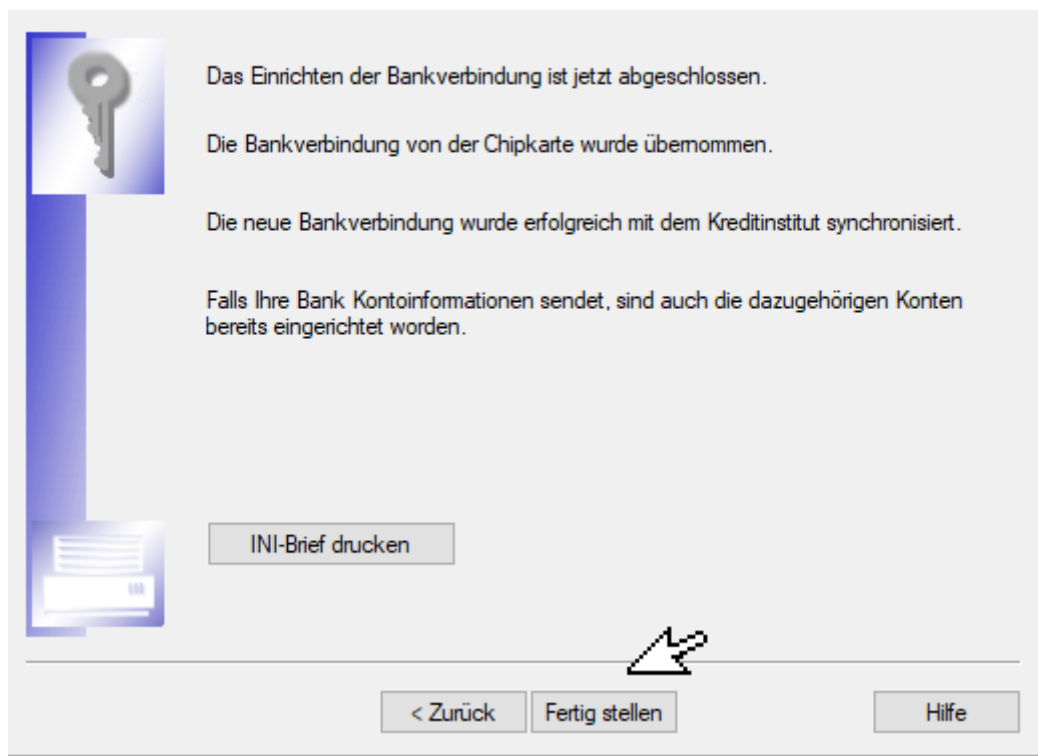 Das Einrichten der Bankverbindung ist jetzt abgeschlossen.
Die Bankverbindung von der Chipkarte wurde übernommen.
Die neue Bankverbindung wurde erfolgreich mit dem Kreditinstitut synchronisiert.
Falls Ihre Bank Kontoinformationen sendet, sind auch die dazugehörigen Konten
bereits eingerichtet worden.
INI-Brief drucken
< Zurück
Fertig stellen
Hilfe